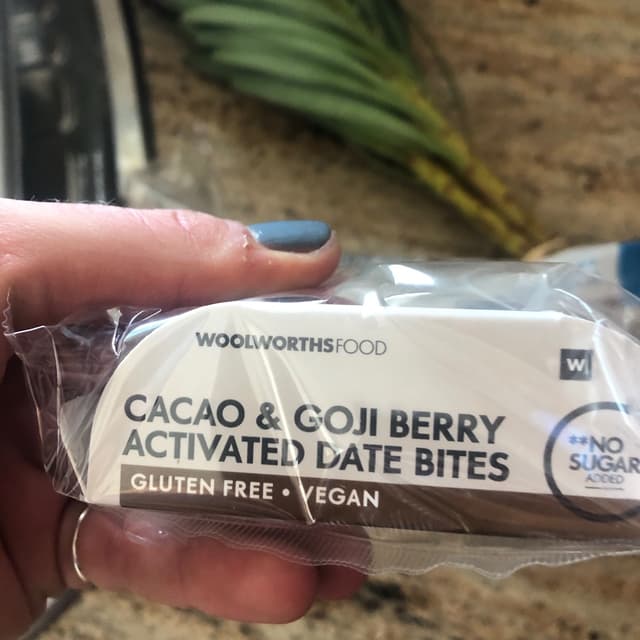 WOOLWORTHSFOOD
W
CACAO & GOJI BERRY
ACTIVATED DATE BITES
GLUTEN FREE • VEGAN
**NO
SUGAR
ADDED